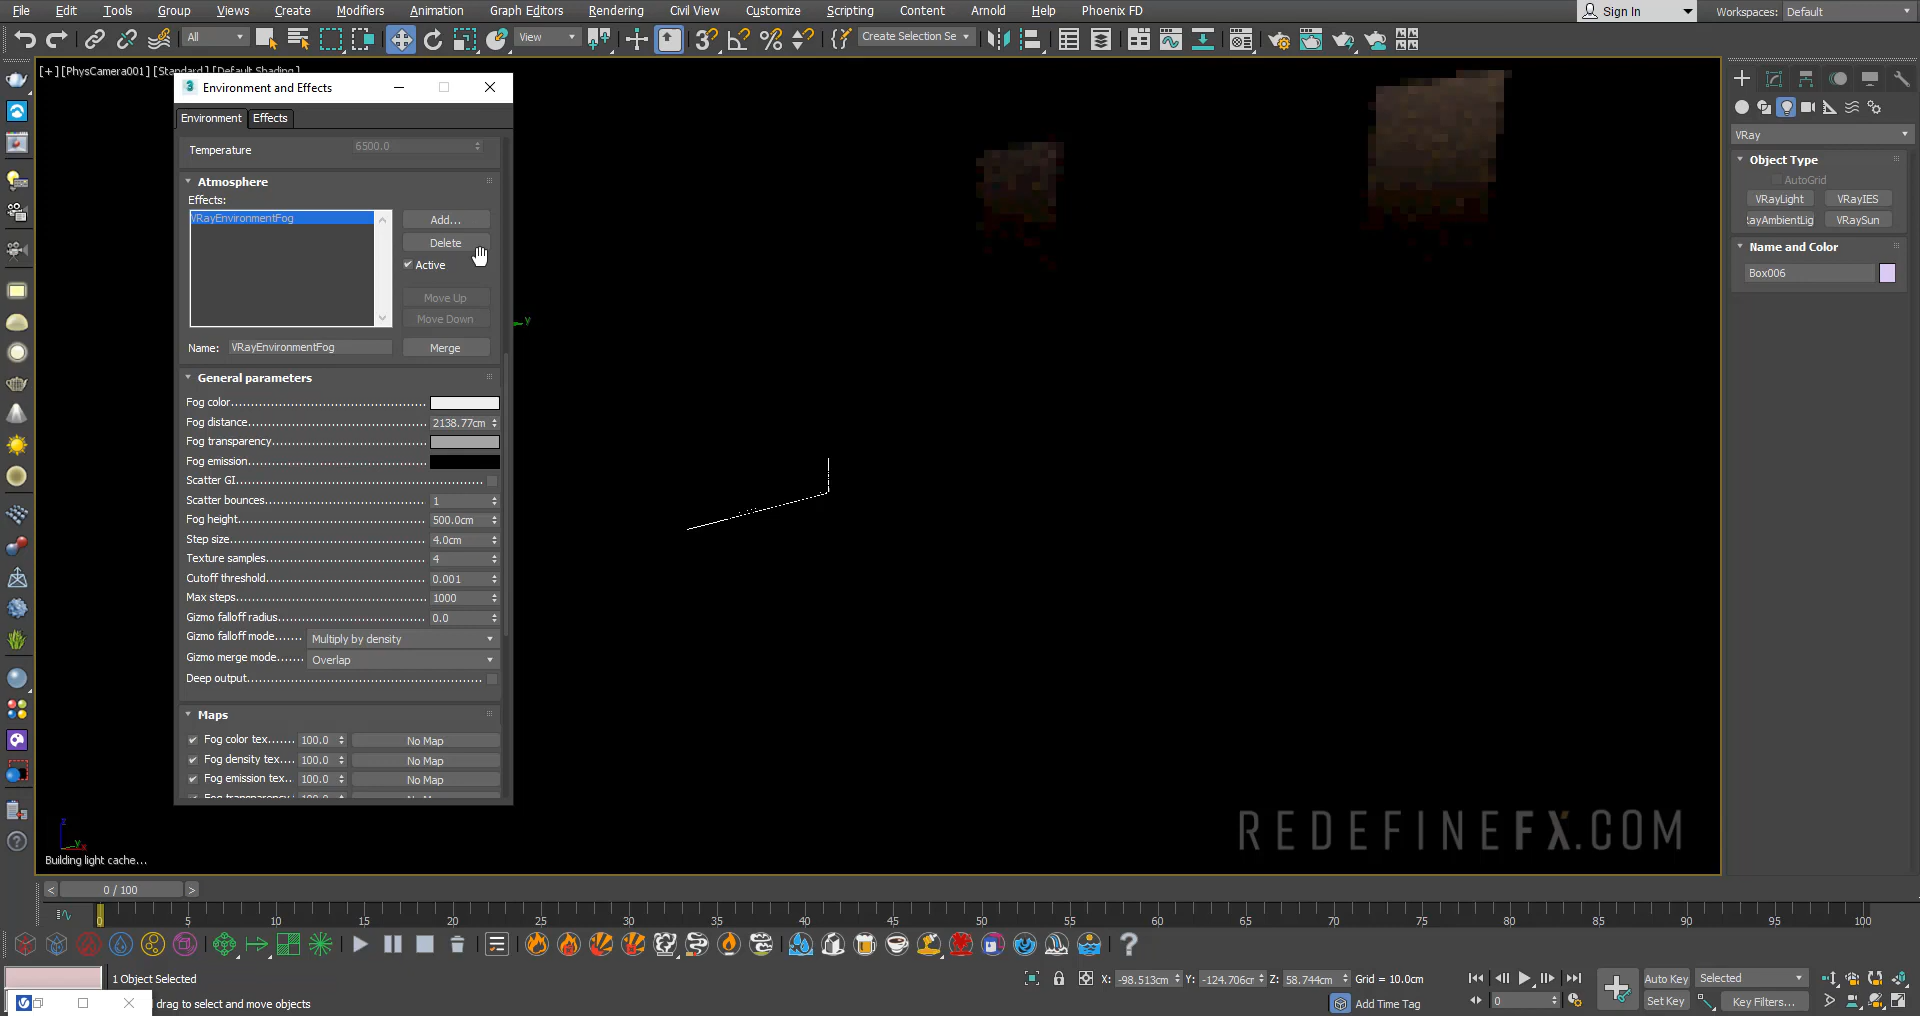 File Edit Tools Group Views Create Modifiers Animation Graph Editors Rendering Civil View Customize Scripting Content Arnold Help Phoenix FD Sign In Workspaces: Default
All View Create Selection Se
[+] [PhysCamera001] [Standard] [Default Shading]
3 Environment and Effects
Environment Effects
Temperature 6500.0
Atmosphere
Effects:
VRayEnvironmentFog
Add...
Delete
Active
Move Up
Move Down
Name: VRayEnvironmentFog Merge
General parameters
Fog color
Fog distance 2138.77cm
Fog transparency
Fog emission
Scatter GI
Scatter bounces 1
Fog height 500.0cm
Step size 4.0cm
Texture samples 4
Cutoff threshold 0.001
Max steps 1000
Gizmo falloff radius 0.0
Gizmo falloff mode Multiply by density
Gizmo merge mode Overlap
Deep output
Maps
Fog color tex 100.0 No Map
Fog density tex 100.0 No Map
Fog emission tex 100.0 No Map
y
VRay
Object Type
AutoGrid
VRayLight VRayIES
RayAmbientLig VRaySun
Name and Color
Box006
REDEFINEFX.COM
z
y x
Building light cache...
< 0 / 100 >
0 5 10 15 20 25 30 35 40 45 50 55 60 65 70 75 80 85 90 95 100
1 Object Selected X: -98.513cm Y: -124.706cm Z: 58.744cm Grid = 10.0cm Auto Key Selected
drag to select and move objects Add Time Tag 0 Set Key Key Filters...